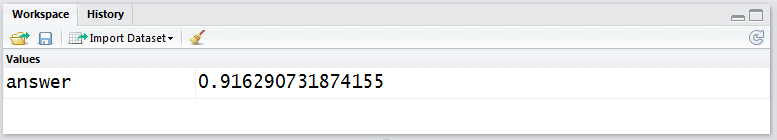 Workspace History
Import Dataset
Values
answer 0.916290731874155